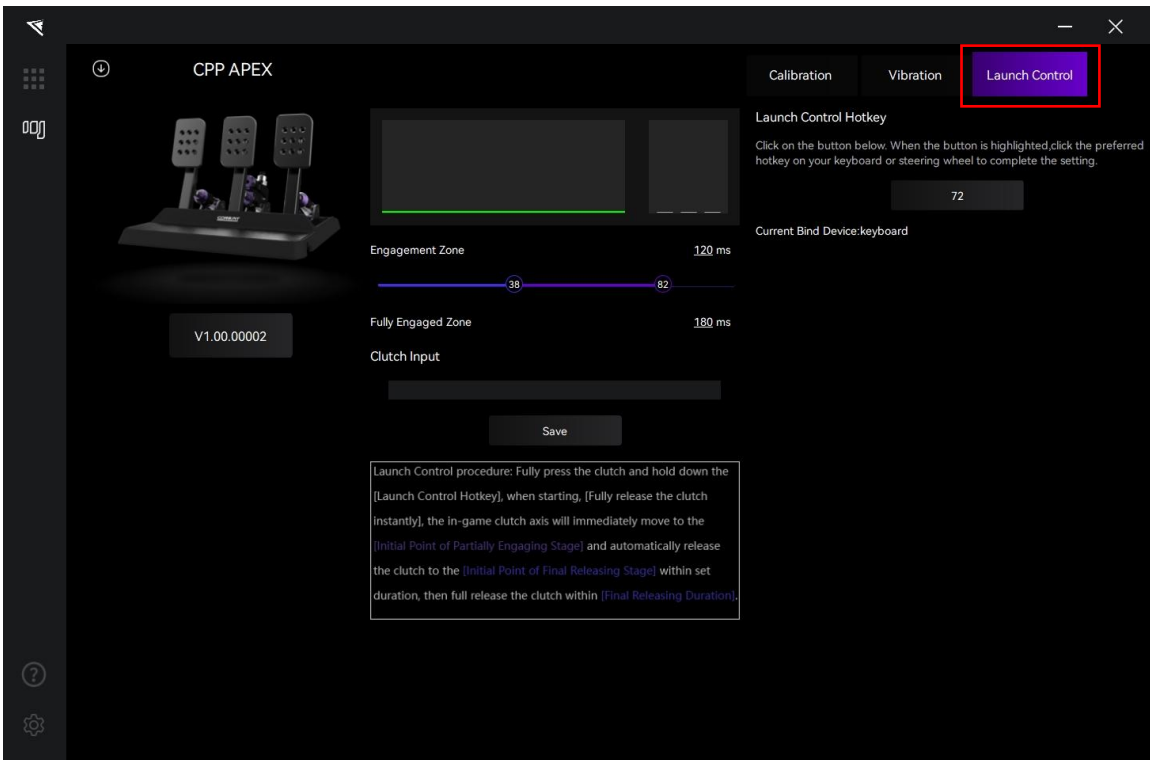 CPP APEX
Calibration
Vibration
Launch Control
V1.00.00002
Engagement Zone
120 ms
38
82
Fully Engaged Zone
180 ms
Clutch Input
Save
Launch Control procedure: Fully press the clutch and hold down the
[Launch Control Hotkey], when starting, [Fully release the clutch
instantly], the in-game clutch axis will immediately move to the
[Initial Point of Partially Engaging Stage] and automatically release
the clutch to the [Initial Point of Final Releasing Stage] within set
duration, then full release the clutch within [Final Releasing Duration].
Launch Control Hotkey
Click on the button below. When the button is highlighted,click the preferred
hotkey on your keyboard or steering wheel to complete the setting.
72
Current Bind Device:keyboard